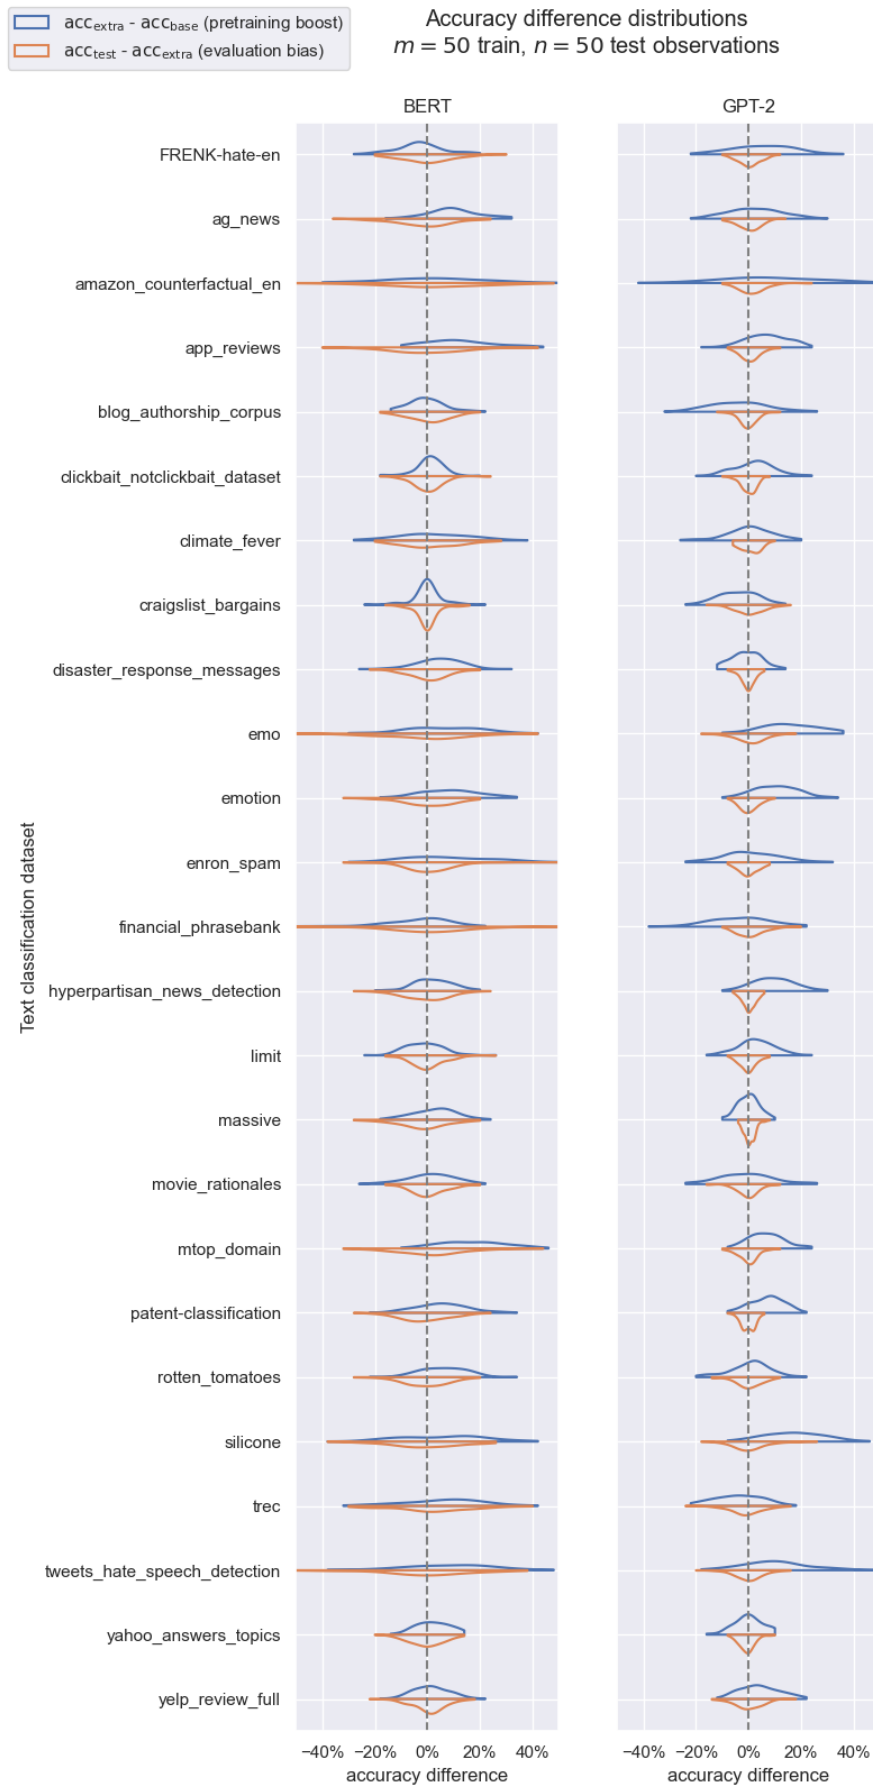 acc_extra - acc_base (pretraining boost)
acc_test - acc_extra (evaluation bias)
Accuracy difference distributions
m = 50 train, n = 50 test observations
BERT
GPT-2
Text classification dataset
FRENK-hate-en
ag_news
amazon_counterfactual_en
app_reviews
blog_authorship_corpus
clickbait_notclickbait_dataset
climate_fever
craigslist_bargains
disaster_response_messages
emo
emotion
enron_spam
financial_phrasebank
hyperpartisan_news_detection
limit
massive
movie_rationales
mtop_domain
patent-classification
rotten_tomatoes
silicone
trec
tweets_hate_speech_detection
yahoo_answers_topics
yelp_review_full
−40% −20% 0% 20% 40%
−40% −20% 0% 20% 40%
accuracy difference
accuracy difference